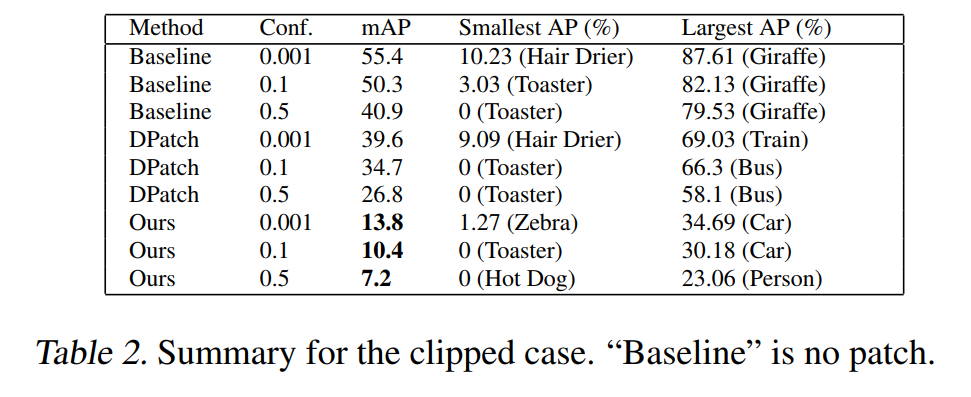 Method Conf. mAP Smallest AP (%) Largest AP (%)
Baseline 0.001 55.4 10.23 (Hair Drier) 87.61 (Giraffe)
Baseline 0.1 50.3 3.03 (Toaster) 82.13 (Giraffe)
Baseline 0.5 40.9 0 (Toaster) 79.53 (Giraffe)
DPatch 0.001 39.6 9.09 (Hair Drier) 69.03 (Train)
DPatch 0.1 34.7 0 (Toaster) 66.3 (Bus)
DPatch 0.5 26.8 0 (Toaster) 58.1 (Bus)
Ours 0.001 13.8 1.27 (Zebra) 34.69 (Car)
Ours 0.1 10.4 0 (Toaster) 30.18 (Car)
Ours 0.5 7.2 0 (Hot Dog) 23.06 (Person)
Table 2. Summary for the clipped case. “Baseline” is no patch.